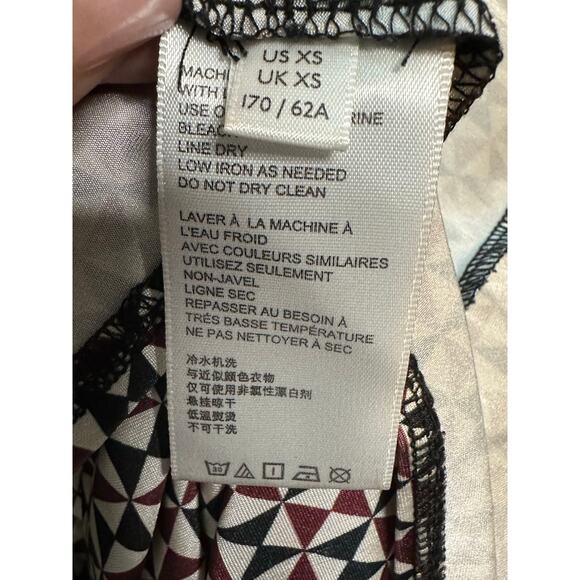 US XS
UK XS
170 / 62A
MACHI
WITH
USE O RINE
BLEAC
LINE DRY
LOW IRON AS NEEDED
DO NOT DRY CLEAN
LAVER À LA MACHINE À
L'EAU FROID
AVEC COULEURS SIMILAIRES
UTILISEZ SEULEMENT
NON-JAVEL
LIGNE SEC
REPASSER AU BESOIN À
TRÉS BASSE TEMPÉRATURE
NE PAS NETTOYER À SEC
冷水机洗
与近似颜色衣物
仅可使用非氯性漂白剂
悬挂晾干
低温熨烫
不可干洗
30